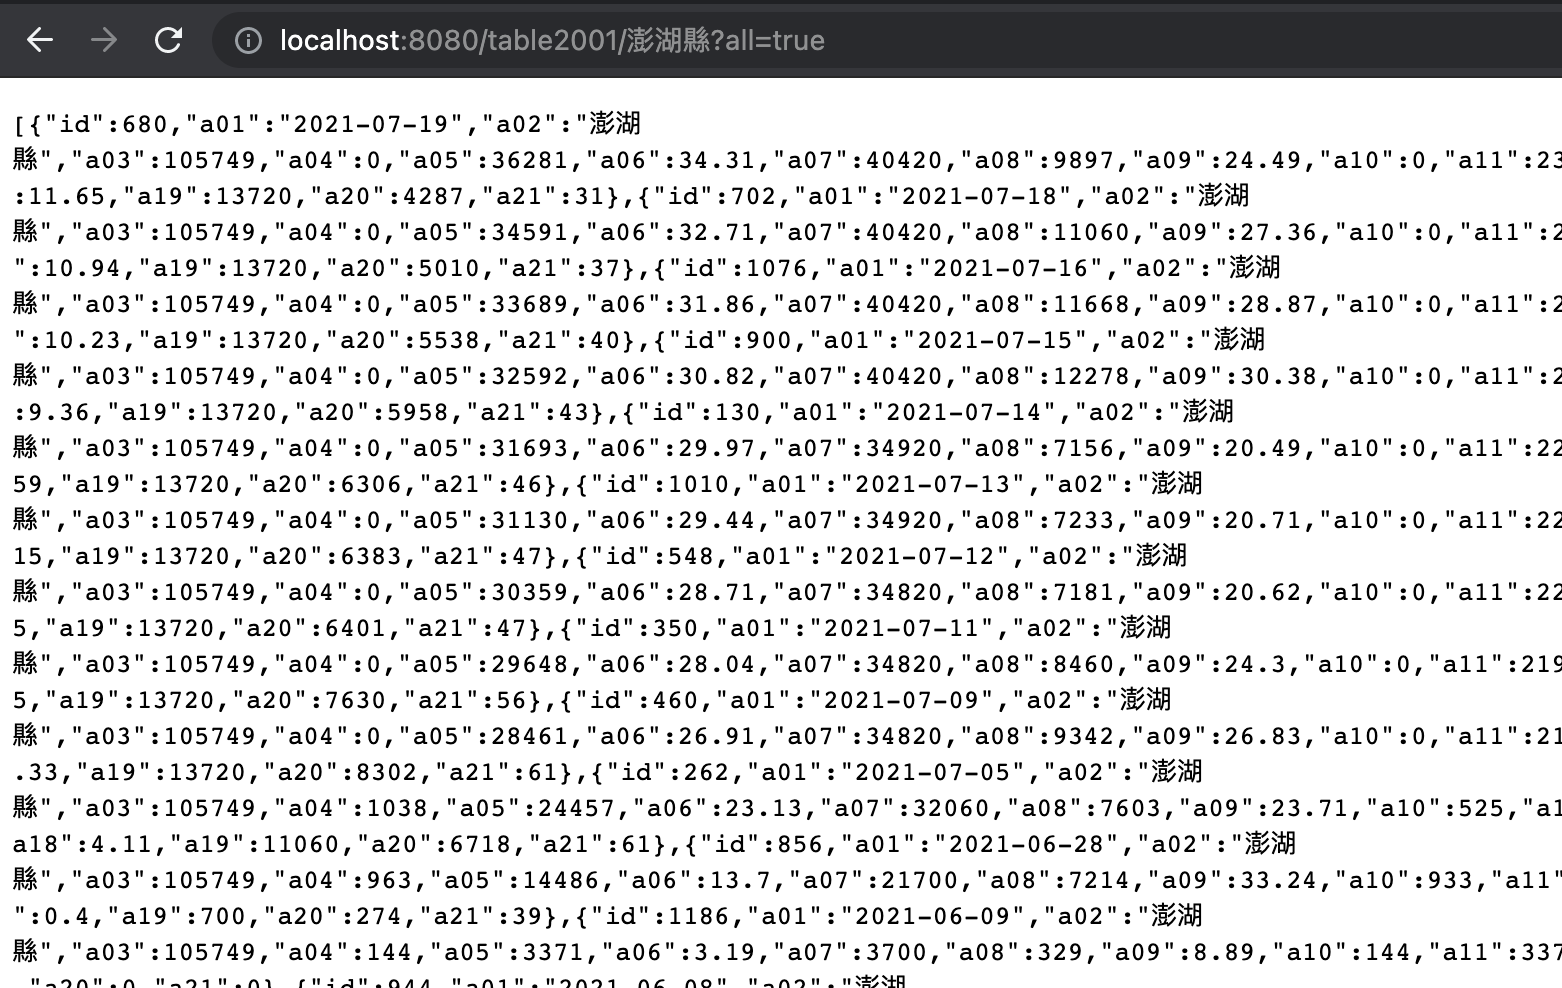 localhost:8080/table2001/澎湖縣?all=true
[{"id":680,"a01":"2021-07-19","a02":"澎湖
縣","a03":105749,"a04":0,"a05":36281,"a06":34.31,"a07":40420,"a08":9897,"a09":24.49,"a10":0,"a11":23
:11.65,"a19":13720,"a20":4287,"a21":31},{"id":702,"a01":"2021-07-18","a02":"澎湖
縣","a03":105749,"a04":0,"a05":34591,"a06":32.71,"a07":40420,"a08":11060,"a09":27.36,"a10":0,"a11":2
":10.94,"a19":13720,"a20":5010,"a21":37},{"id":1076,"a01":"2021-07-16","a02":"澎湖
縣","a03":105749,"a04":0,"a05":33689,"a06":31.86,"a07":40420,"a08":11668,"a09":28.87,"a10":0,"a11":2
":10.23,"a19":13720,"a20":5538,"a21":40},{"id":900,"a01":"2021-07-15","a02":"澎湖
縣","a03":105749,"a04":0,"a05":32592,"a06":30.82,"a07":40420,"a08":12278,"a09":30.38,"a10":0,"a11":2
:9.36,"a19":13720,"a20":5958,"a21":43},{"id":130,"a01":"2021-07-14","a02":"澎湖
縣","a03":105749,"a04":0,"a05":31693,"a06":29.97,"a07":34920,"a08":7156,"a09":20.49,"a10":0,"a11":22
59,"a19":13720,"a20":6306,"a21":46},{"id":1010,"a01":"2021-07-13","a02":"澎湖
縣","a03":105749,"a04":0,"a05":31130,"a06":29.44,"a07":34920,"a08":7233,"a09":20.71,"a10":0,"a11":22
15,"a19":13720,"a20":6383,"a21":47},{"id":548,"a01":"2021-07-12","a02":"澎湖
縣","a03":105749,"a04":0,"a05":30359,"a06":28.71,"a07":34820,"a08":7181,"a09":20.62,"a10":0,"a11":22
5,"a19":13720,"a20":6401,"a21":47},{"id":350,"a01":"2021-07-11","a02":"澎湖
縣","a03":105749,"a04":0,"a05":29648,"a06":28.04,"a07":34820,"a08":8460,"a09":24.3,"a10":0,"a11":219
5,"a19":13720,"a20":7630,"a21":56},{"id":460,"a01":"2021-07-09","a02":"澎湖
縣","a03":105749,"a04":0,"a05":28461,"a06":26.91,"a07":34820,"a08":9342,"a09":26.83,"a10":0,"a11":21
.33,"a19":13720,"a20":8302,"a21":61},{"id":262,"a01":"2021-07-05","a02":"澎湖
縣","a03":105749,"a04":1038,"a05":24457,"a06":23.13,"a07":32060,"a08":7603,"a09":23.71,"a10":525,"a1
a18":4.11,"a19":11060,"a20":6718,"a21":61},{"id":856,"a01":"2021-06-28","a02":"澎湖
縣","a03":105749,"a04":963,"a05":14486,"a06":13.7,"a07":21700,"a08":7214,"a09":33.24,"a10":933,"a11"
":0.4,"a19":700,"a20":274,"a21":39},{"id":1186,"a01":"2021-06-09","a02":"澎湖
縣","a03":105749,"a04":144,"a05":3371,"a06":3.19,"a07":3700,"a08":329,"a09":8.89,"a10":144,"a11":337
,"a20":0,"a21":0},{"id":944,"a01":"2021-06-08","a02":"澎湖